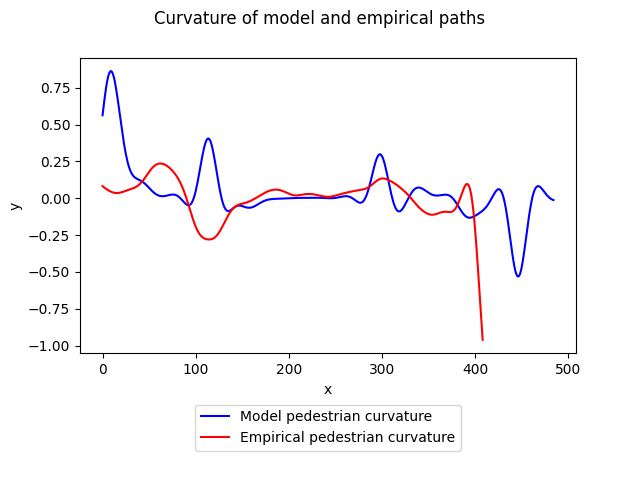 Curvature of model and empirical paths
0.75
0.50
0.25
0.00
−0.25
−0.50
−0.75
−1.00
y
0 100 200 300 400 500
x
Model pedestrian curvature
Empirical pedestrian curvature